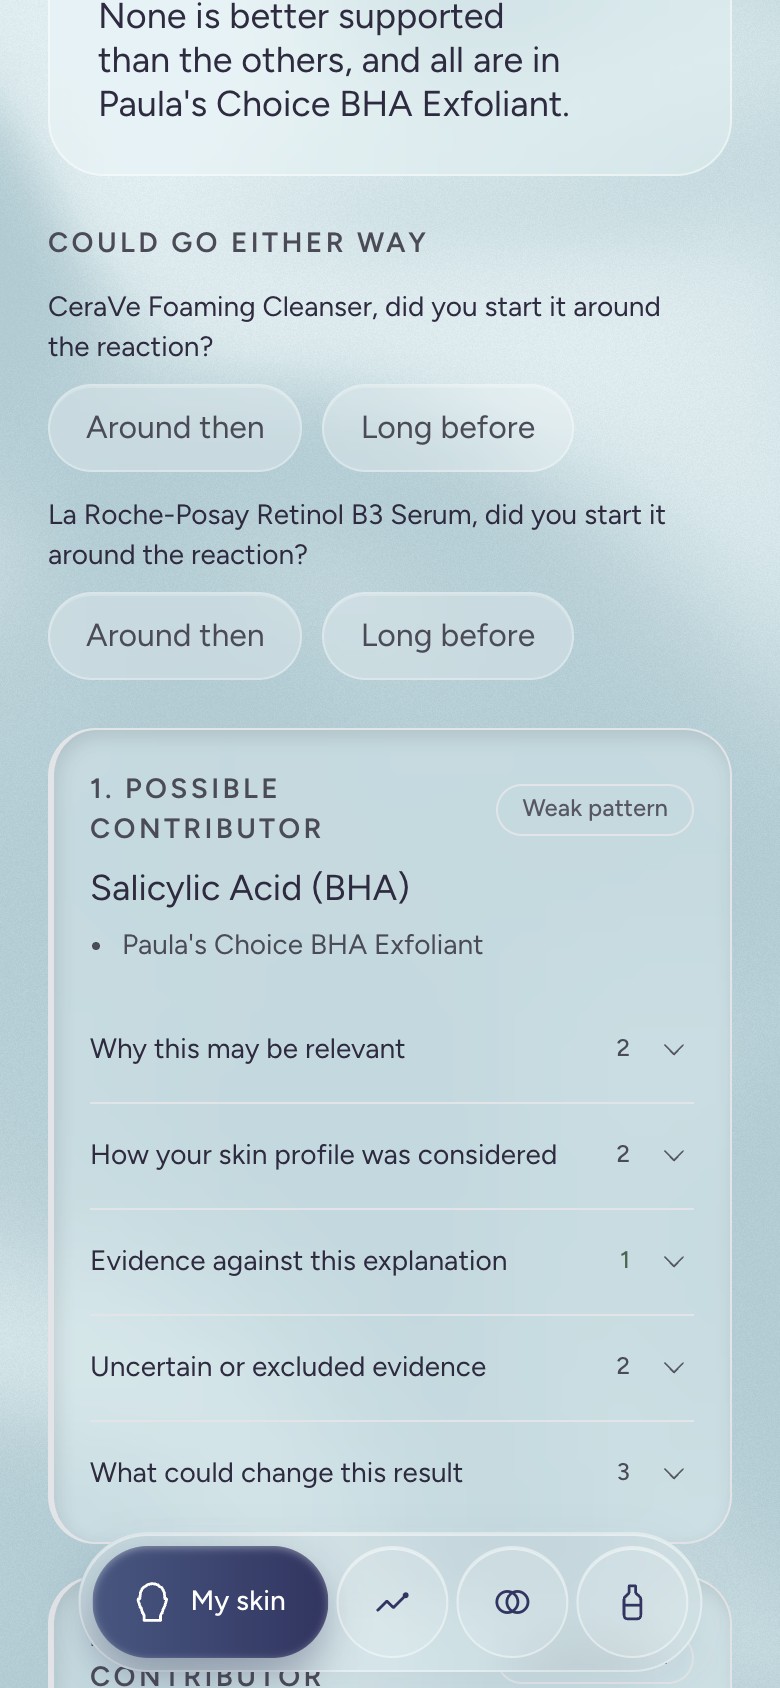 None is better supported
than the others, and all are in
Paula's Choice BHA Exfoliant.
COULD GO EITHER WAY
CeraVe Foaming Cleanser, did you start it around
the reaction?
Around then
Long before
La Roche-Posay Retinol B3 Serum, did you start it
around the reaction?
Around then
Long before
1. POSSIBLE
CONTRIBUTOR
Weak pattern
Salicylic Acid (BHA)
• Paula's Choice BHA Exfoliant
Why this may be relevant 2
How your skin profile was considered 2
Evidence against this explanation 1
Uncertain or excluded evidence 2
What could change this result 3
My skin
CONTRIBUTOR